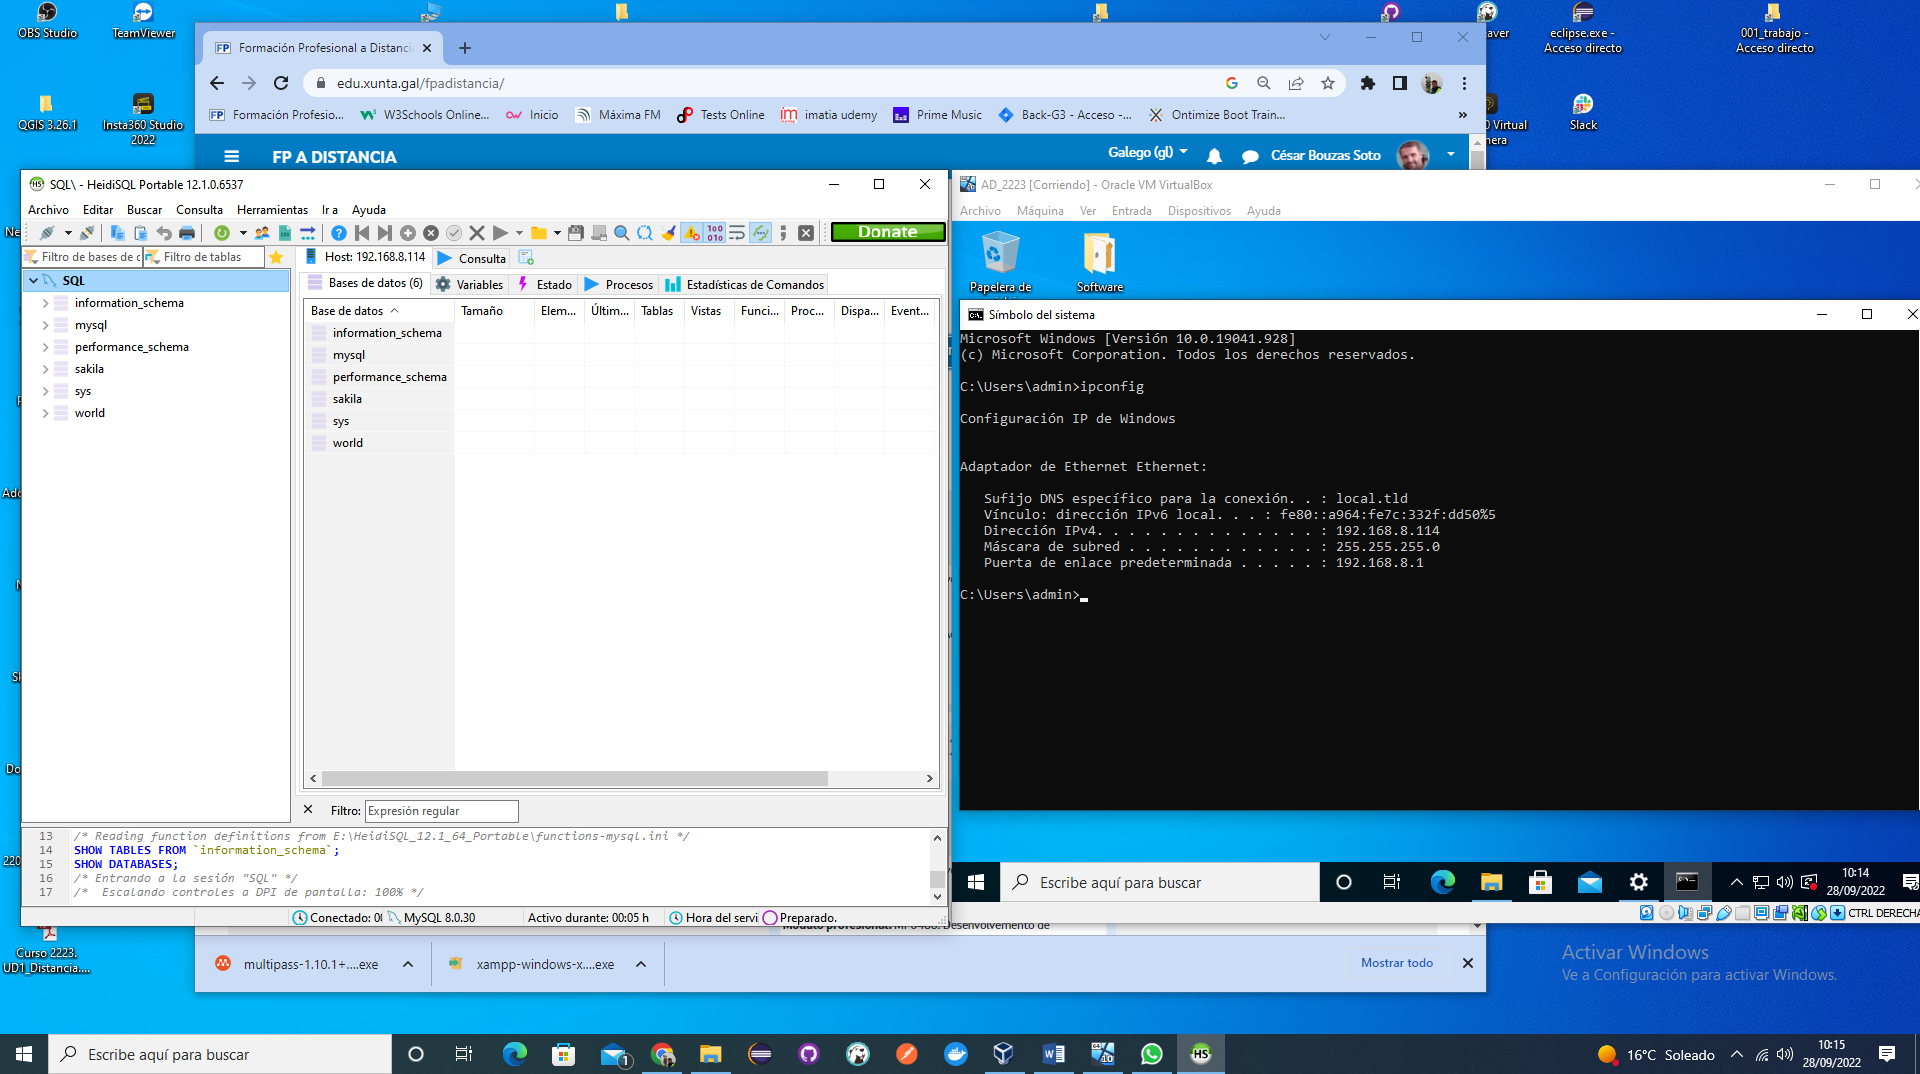 OBS Studio
TeamViewer
eaver
eclipse.exe -
Acceso directo
001_trabajo -
Acceso directo
QGIS 3.26.1
Insta360 Studio
2022
Virtual
Slack
Formación Profesional a Distanci
edu.xunta.gal/fpadistancia/
Formación Profesio...
W3Schools Online...
Inicio
Máxima FM
Tests Online
imatia udemy
Prime Music
Back-G3 - Acceso -...
Ontimize Boot Train...
»
FP A DISTANCIA
Galego (gl)
César Bouzas Soto
SQL\ - HeidiSQL Portable 12.1.0.6537
Archivo Editar Buscar Consulta Herramientas Ir a Ayuda
Donate
Filtro de bases de c
Filtro de tablas
Host: 192.168.8.114
Consulta
SQL
information_schema
mysql
performance_schema
sakila
sys
world
Bases de datos (6)
Variables
Estado
Procesos
Estadísticas de Comandos
Base de datos Tamaño Elem... Últim... Tablas Vistas Funci... Proc... Dispa... Event...
information_schema
mysql
performance_schema
sakila
sys
world
Filtro: Expresión regular
13 /* Reading function definitions from E:\HeidiSQL_12.1_64_Portable\functions-mysql.ini */
14 SHOW TABLES FROM `information_schema`;
15 SHOW DATABASES;
16 /* Entrando a la sesión "SQL" */
17 /* Escalando controles a DPI de pantalla: 100% */
Conectado: 00
MySQL 8.0.30
Activo durante: 00:05 h
Hora del servi
Preparado.
AD_2223 [Corriendo] - Oracle VM VirtualBox
Archivo Máquina Ver Entrada Dispositivos Ayuda
Papelera de
Software
Símbolo del sistema
Microsoft Windows [Versión 10.0.19041.928]
(c) Microsoft Corporation. Todos los derechos reservados.
C:\Users\admin>ipconfig
Configuración IP de Windows
Adaptador de Ethernet Ethernet:
Sufijo DNS específico para la conexión. . : local.tld
Vínculo: dirección IPv6 local. . . : fe80::a964:fe7c:332f:dd50%5
Dirección IPv4. . . . . . . . . . . . . . : 192.168.8.114
Máscara de subred . . . . . . . . . . . . : 255.255.255.0
Puerta de enlace predeterminada . . . . . : 192.168.8.1
C:\Users\admin>
Escribe aquí para buscar
10:14
28/09/2022
CTRL DERECHA
Curso 2223.
UD1_Distancia....
multipass-1.10.1+....exe
xampp-windows-x....exe
Mostrar todo
Activar Windows
Ve a Configuración para activar Windows.
Escribe aquí para buscar
1
16°C Soleado
10:15
28/09/2022